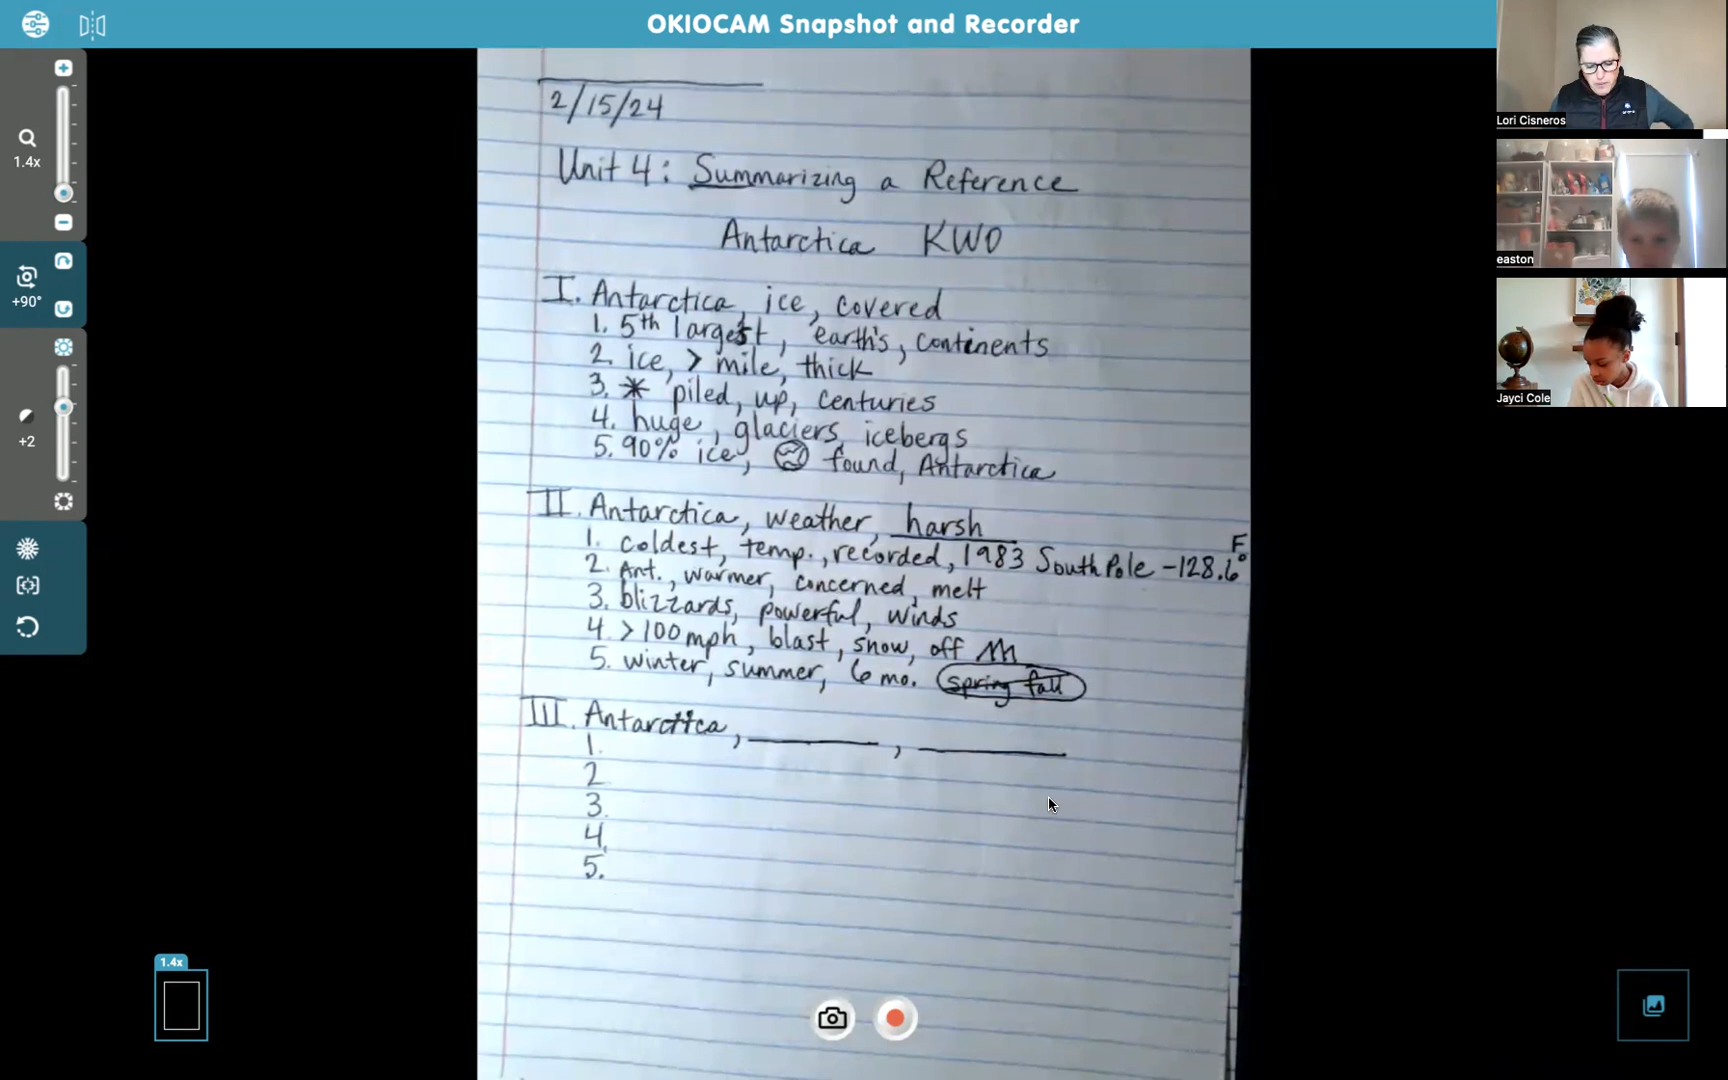 OKIOCAM Snapshot and Recorder
1.4x
+90°
+2
2/15/24
Unit 4: Summarizing a Reference
Antarctica KWO
I. Antarctica, ice, covered
1. 5th largest, earth's, continents
2. ice, > mile, thick
3. * piled, up, centuries
4. huge, glaciers, icebergs
5. 90% ice, found, Antarctica
II. Antarctica, weather, harsh
1. coldest, temp., recorded, 1983 South Pole -128.6° F
2. Ant., warmer, concerned, melt
3. blizzards, powerful, winds
4. >100 mph, blast, snow, off
5. winter, summer, 6 mo. spring fall
III. Antarctica, ______, ______
1.
2
3.
4.
5.
1.4x
Lori Cisneros
easton
Jayci Cole